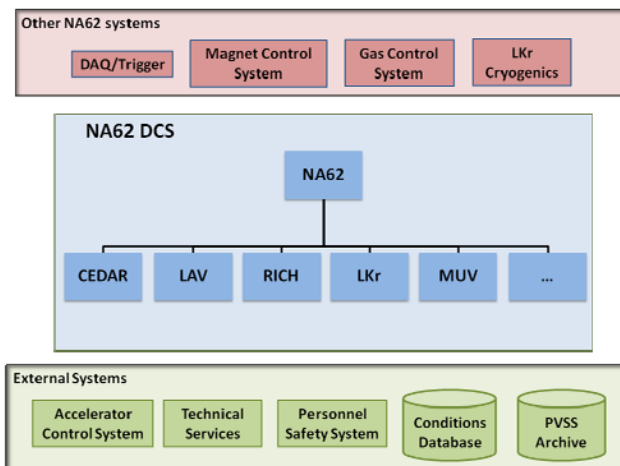 Other NA62 systems
DAQ/Trigger
Magnet Control
System
Gas Control
System
LKr
Cryogenics
NA62 DCS
NA62
CEDAR
LAV
RICH
LKr
MUV
...
External Systems
Accelerator
Control System
Technical
Services
Personnel
Safety System
Conditions
Database
PVSS
Archive